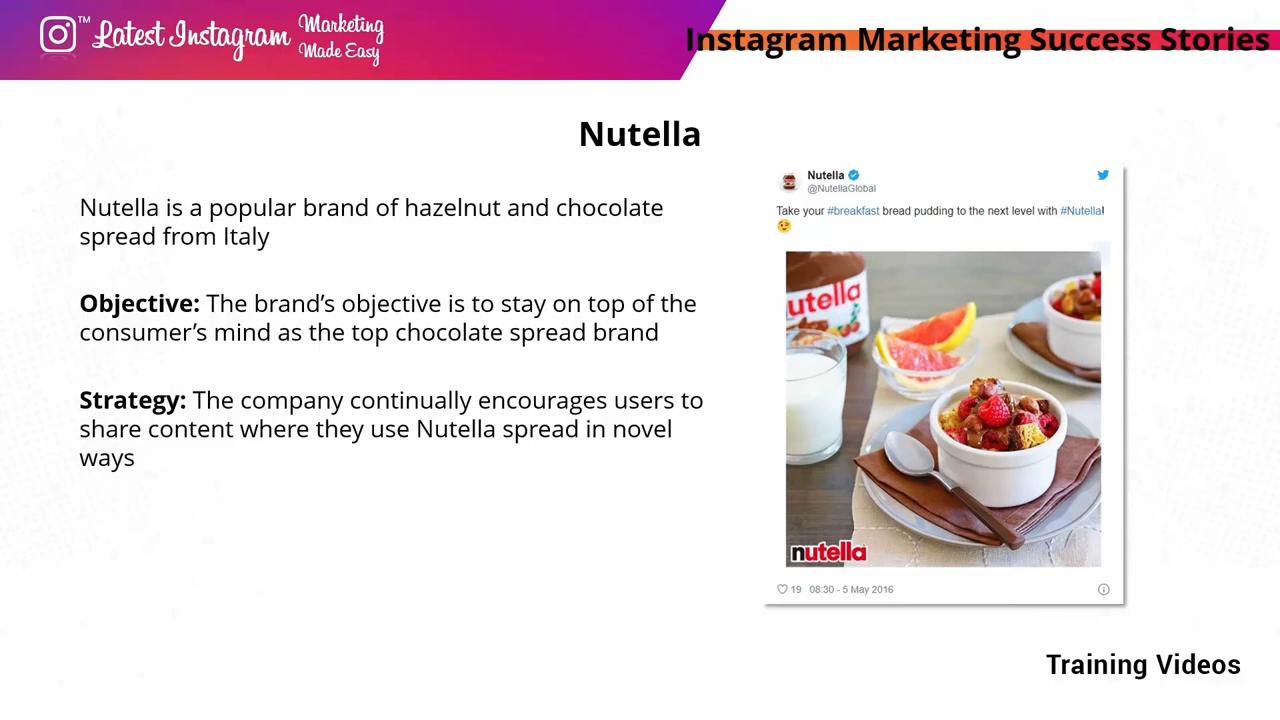 Latest Instagram Marketing Made Easy ™
Instagram Marketing Success Stories
Nutella
Nutella is a popular brand of hazelnut and chocolate
spread from Italy
Objective: The brand’s objective is to stay on top of the
consumer’s mind as the top chocolate spread brand
Strategy: The company continually encourages users to
share content where they use Nutella spread in novel
ways
Nutella
@NutellaGlobal
Take your #breakfast bread pudding to the next level with #Nutella!
😉
utella
nutella
19 08:30 - 5 May 2016
Training Videos